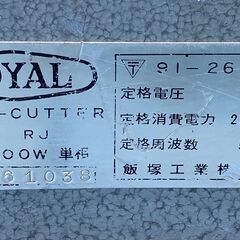 OYAL
-CUTTER
RJ
00W 単相
61038
〒 91-26
定格電圧
定格消費電力 2
定格周波数
飯塚工業株